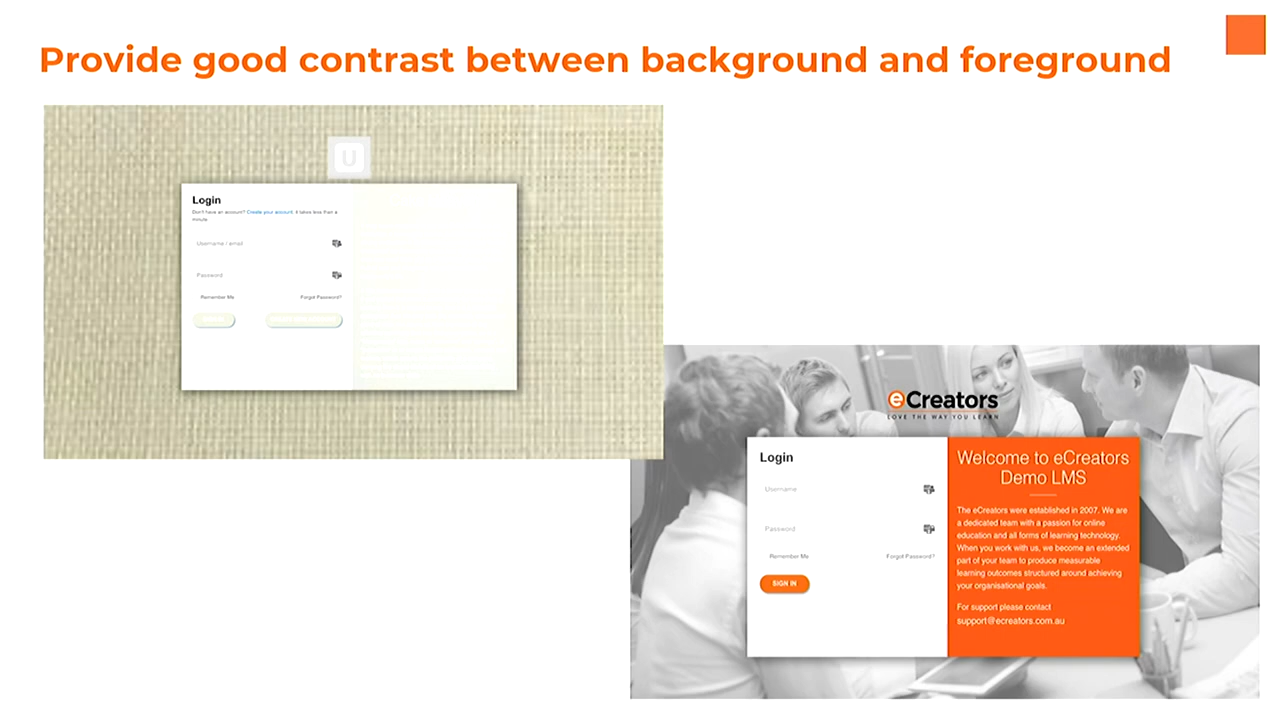 Provide good contrast between background and foreground
U
Login
Don't have an account? Create your account, it takes less than a
minute
Username / email
Password
Remember Me
Forgot Password?
eCreators
LOVE THE WAY YOU LEARN
Login
Username
Password
Remember Me
Forgot Password?
SIGN IN
Welcome to eCreators
Demo LMS
The eCreators were established in 2007. We are
a dedicated team with a passion for online
education and all forms of learning technology.
When you work with us, we become an extended
part of your team to produce measurable
learning outcomes structured around achieving
your organisational goals.
For support please contact
support@ecreators.com.au